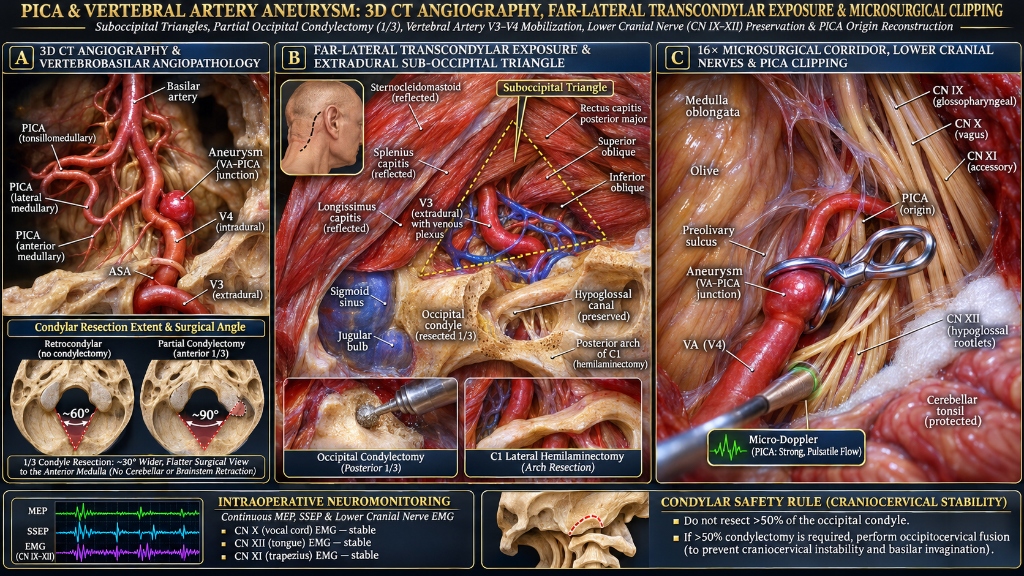 PICA & VERTEBRAL ARTERY ANEURYSM: 3D CT ANGIOGRAPHY, FAR-LATERAL TRANSCONDYLAR EXPOSURE & MICROSURGICAL CLIPPING
Suboccipital Triangles, Partial Occipital Condylectomy (1/3), Vertebral Artery V3–V4 Mobilization, Lower Cranial Nerve (CN IX–XII) Preservation & PICA Origin Reconstruction
A
3D CT ANGIOGRAPHY &
VERTEBROBASILAR ANGIOPATHOLOGY
Basilar
artery
PICA
(tonsillomedullary)
Aneurysm
(VA–PICA
junction)
PICA
(lateral
medullary)
V4
(intradural)
PICA
(anterior
medullary)
ASA
V3
(extradural)
Condylar Resection Extent & Surgical Angle
Retrocondylar
(no condylectomy)
Partial Condylectomy
(anterior 1/3)
~60°
~90°
1/3 Condyle Resection: ~30° Wider, Flatter Surgical View
to the Anterior Medulla (No Cerebellar or Brainstem Retraction)
B
FAR-LATERAL TRANSCONDYLAR EXPOSURE &
EXTRADURAL SUB-OCCIPITAL TRIANGLE
Sternocleidomastoid
(reflected)
Suboccipital Triangle
Rectus capitis
posterior major
Splenius
capitis
(reflected)
Superior
oblique
Inferior
oblique
Longissimus
capitis
(reflected)
V3
(extradural)
with venous
plexus
Sigmoid
sinus
Occipital
condyle
(resected 1/3)
Hypoglossal
canal
(preserved)
Jugular
bulb
Posterior arch
of C1
(hemilaminectomy)
Occipital Condylectomy
(Posterior 1/3)
C1 Lateral Hemilaminectomy
(Arch Resection)
C
16× MICROSURGICAL CORRIDOR, LOWER CRANIAL
NERVES & PICA CLIPPING
Medulla
oblongata
CN IX
(glossopharyngeal)
CN X
(vagus)
CN XI
(accessory)
Olive
PICA
(origin)
Preolivary
sulcus
Aneurysm
(VA–PICA
junction)
CN XII
(hypoglossal
rootlets)
VA (V4)
Cerebellar
tonsil
(protected)
Micro-Doppler
(PICA: Strong, Pulsatile Flow)
MEP
SSEP
EMG
(CN IX–XII)
INTRAOPERATIVE NEUROMONITORING
Continuous MEP, SSEP & Lower Cranial Nerve EMG
▪ CN X (vocal cord) EMG — stable
▪ CN XII (tongue) EMG — stable
▪ CN XI (trapezius) EMG — stable
CONDYLAR SAFETY RULE (CRANIOCERVICAL STABILITY)
▪ Do not resect >50% of the occipital condyle.
▪ If >50% condylectomy is required, perform occipitocervical fusion
(to prevent craniocervical instability and basilar invagination).